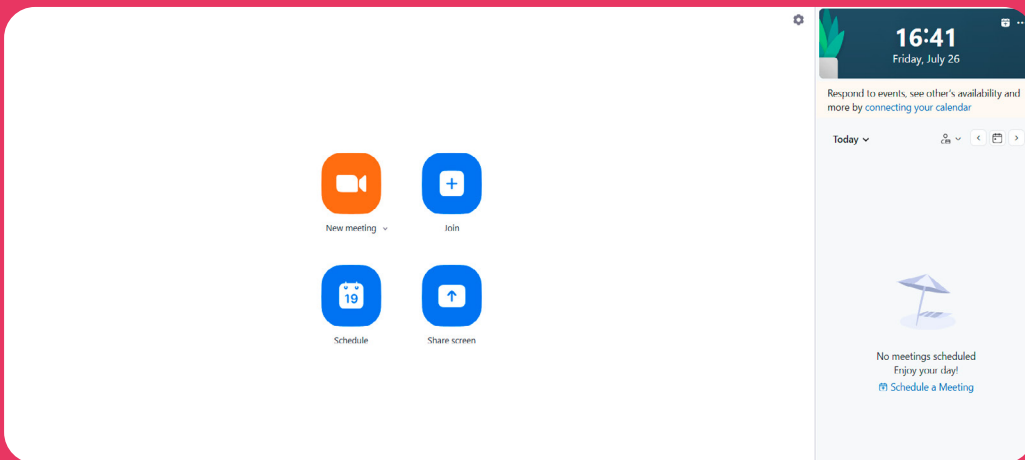 16:41
Friday, July 26
Respond to events, see other's availability and
more by connecting your calendar
Today
New meeting
Join
19
Schedule
Share screen
No meetings scheduled
Enjoy your day!
Schedule a Meeting